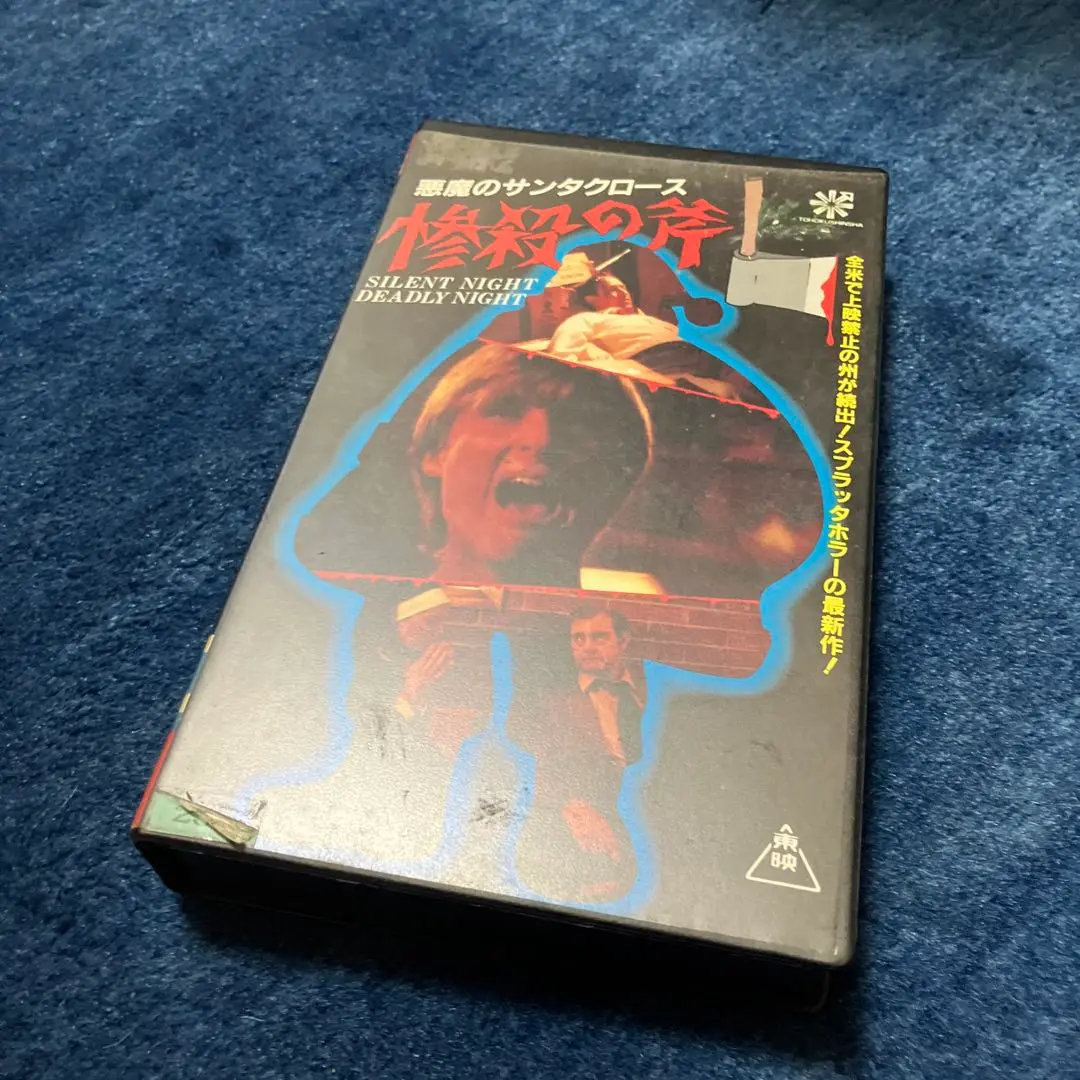 悪魔のサンタクロース
惨殺の斧
SILENT NIGHT
DEADLY NIGHT
TOHOKUSHINSHA
全米で上映禁止の州が続出!スプラッタホラーの最新作!
東映